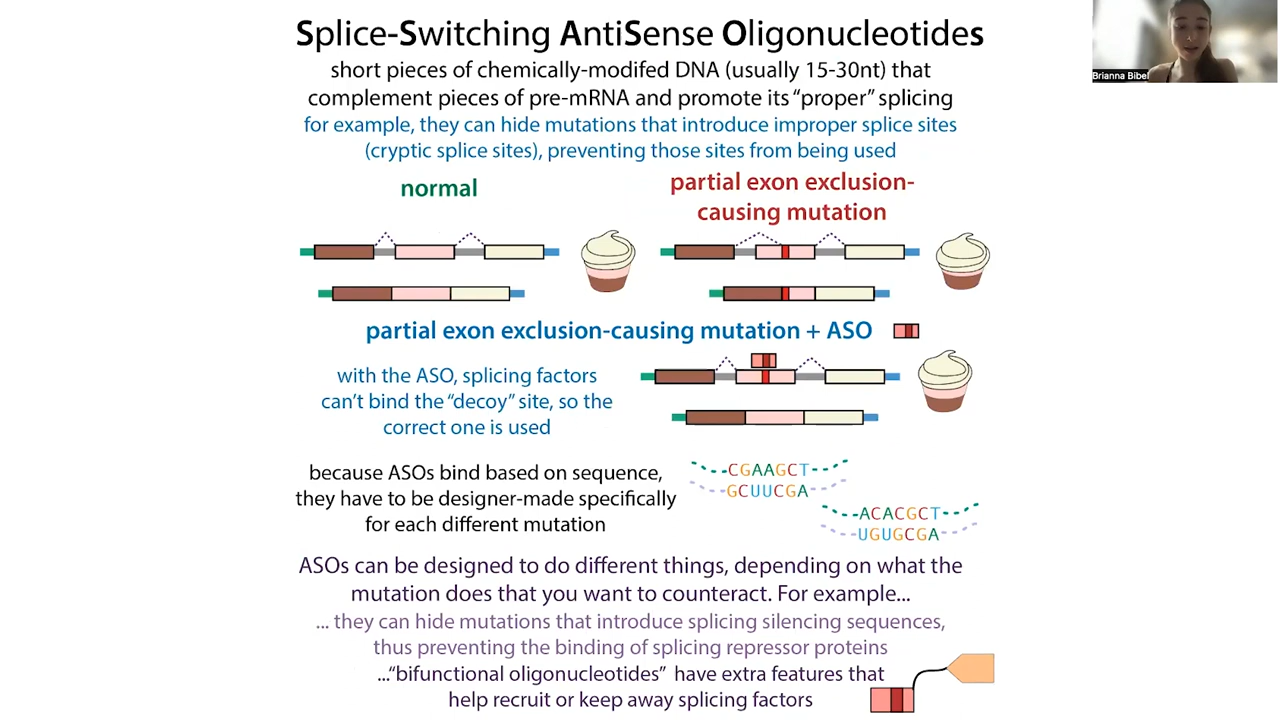 Splice-Switching AntiSense Oligonucleotides
short pieces of chemically-modifed DNA (usually 15-30nt) that
complement pieces of pre-mRNA and promote its “proper” splicing
for example, they can hide mutations that introduce improper splice sites
(cryptic splice sites), preventing those sites from being used
normal
partial exon exclusion-
causing mutation
partial exon exclusion-causing mutation + ASO
with the ASO, splicing factors
can’t bind the “decoy” site, so the
correct one is used
because ASOs bind based on sequence,
they have to be designer-made specifically
for each different mutation
CGAAGCT
GCUUCGA
ACACGCT
UGUGCGA
ASOs can be designed to do different things, depending on what the
mutation does that you want to counteract. For example...
... they can hide mutations that introduce splicing silencing sequences,
thus preventing the binding of splicing repressor proteins
...“bifunctional oligonucleotides” have extra features that
help recruit or keep away splicing factors
Brianna Bibel